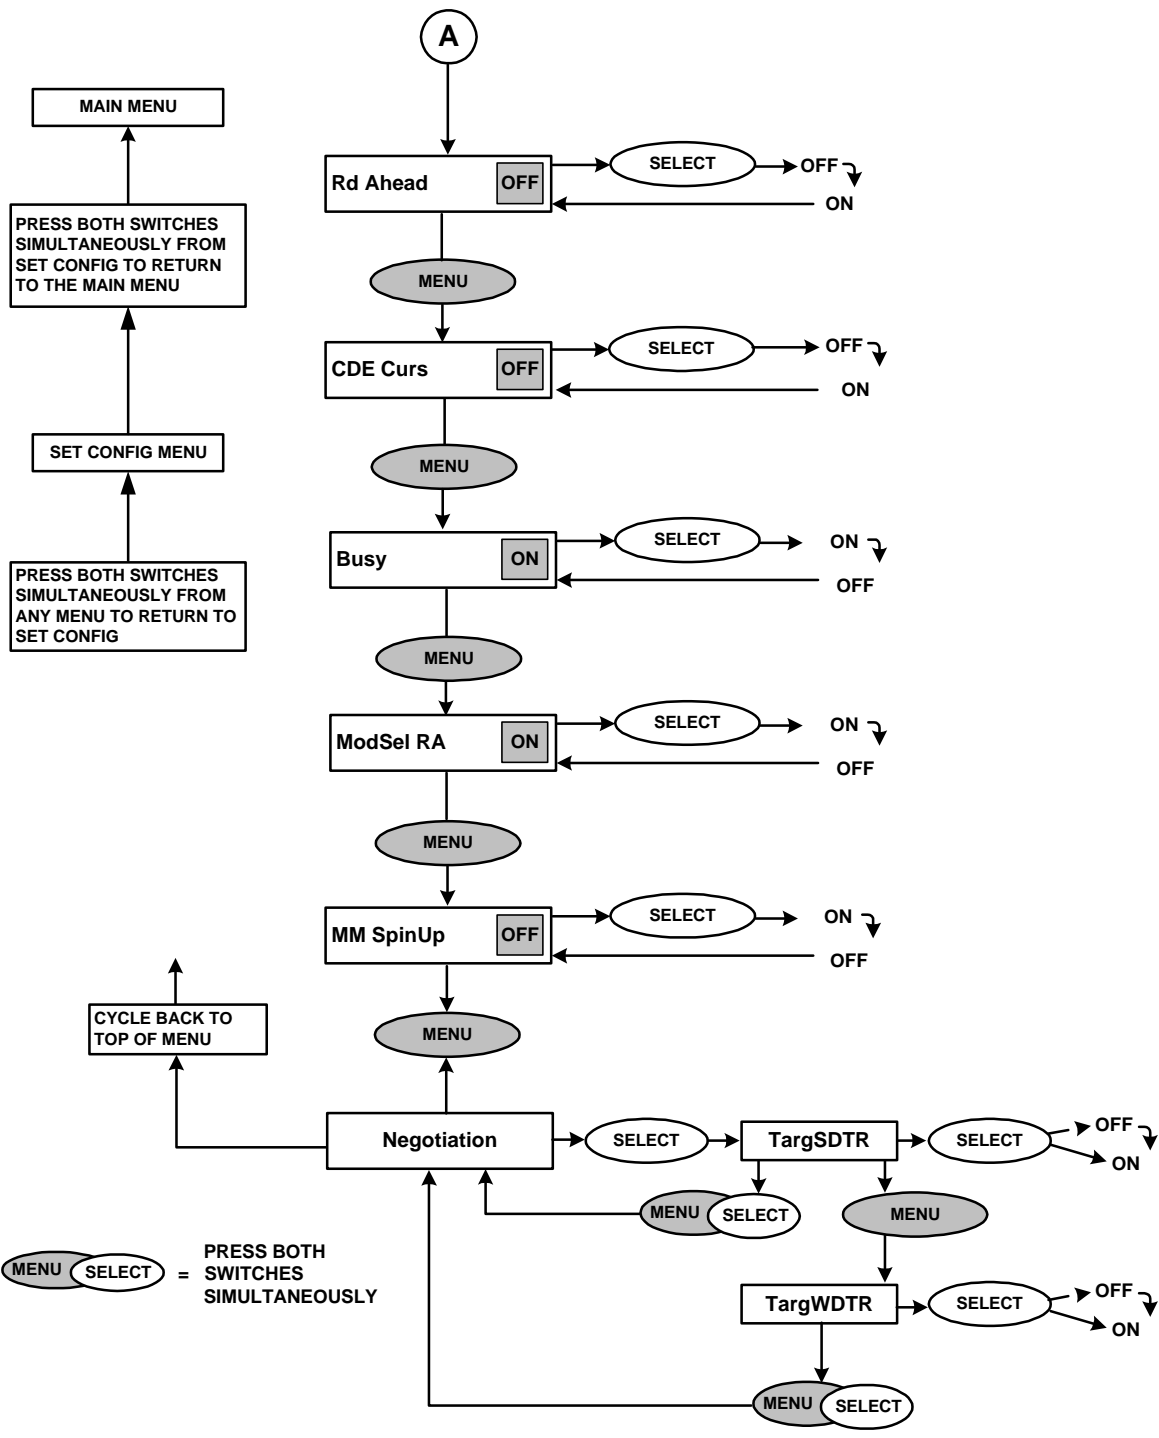 A
MAIN MENU
PRESS BOTH SWITCHES
SIMULTANEOUSLY FROM
SET CONFIG TO RETURN
TO THE MAIN MENU
SET CONFIG MENU
PRESS BOTH SWITCHES
SIMULTANEOUSLY FROM
ANY MENU TO RETURN TO
SET CONFIG
Rd Ahead OFF SELECT OFF
ON
MENU
CDE Curs OFF SELECT OFF
ON
MENU
Busy ON SELECT ON
OFF
MENU
ModSel RA ON SELECT ON
OFF
MENU
MM SpinUp OFF SELECT ON
OFF
MENU
CYCLE BACK TO
TOP OF MENU
Negotiation SELECT TargSDTR SELECT OFF
ON
MENU SELECT MENU
TargWDTR SELECT OFF
ON
MENU SELECT
MENU SELECT = PRESS BOTH
SWITCHES
SIMULTANEOUSLY